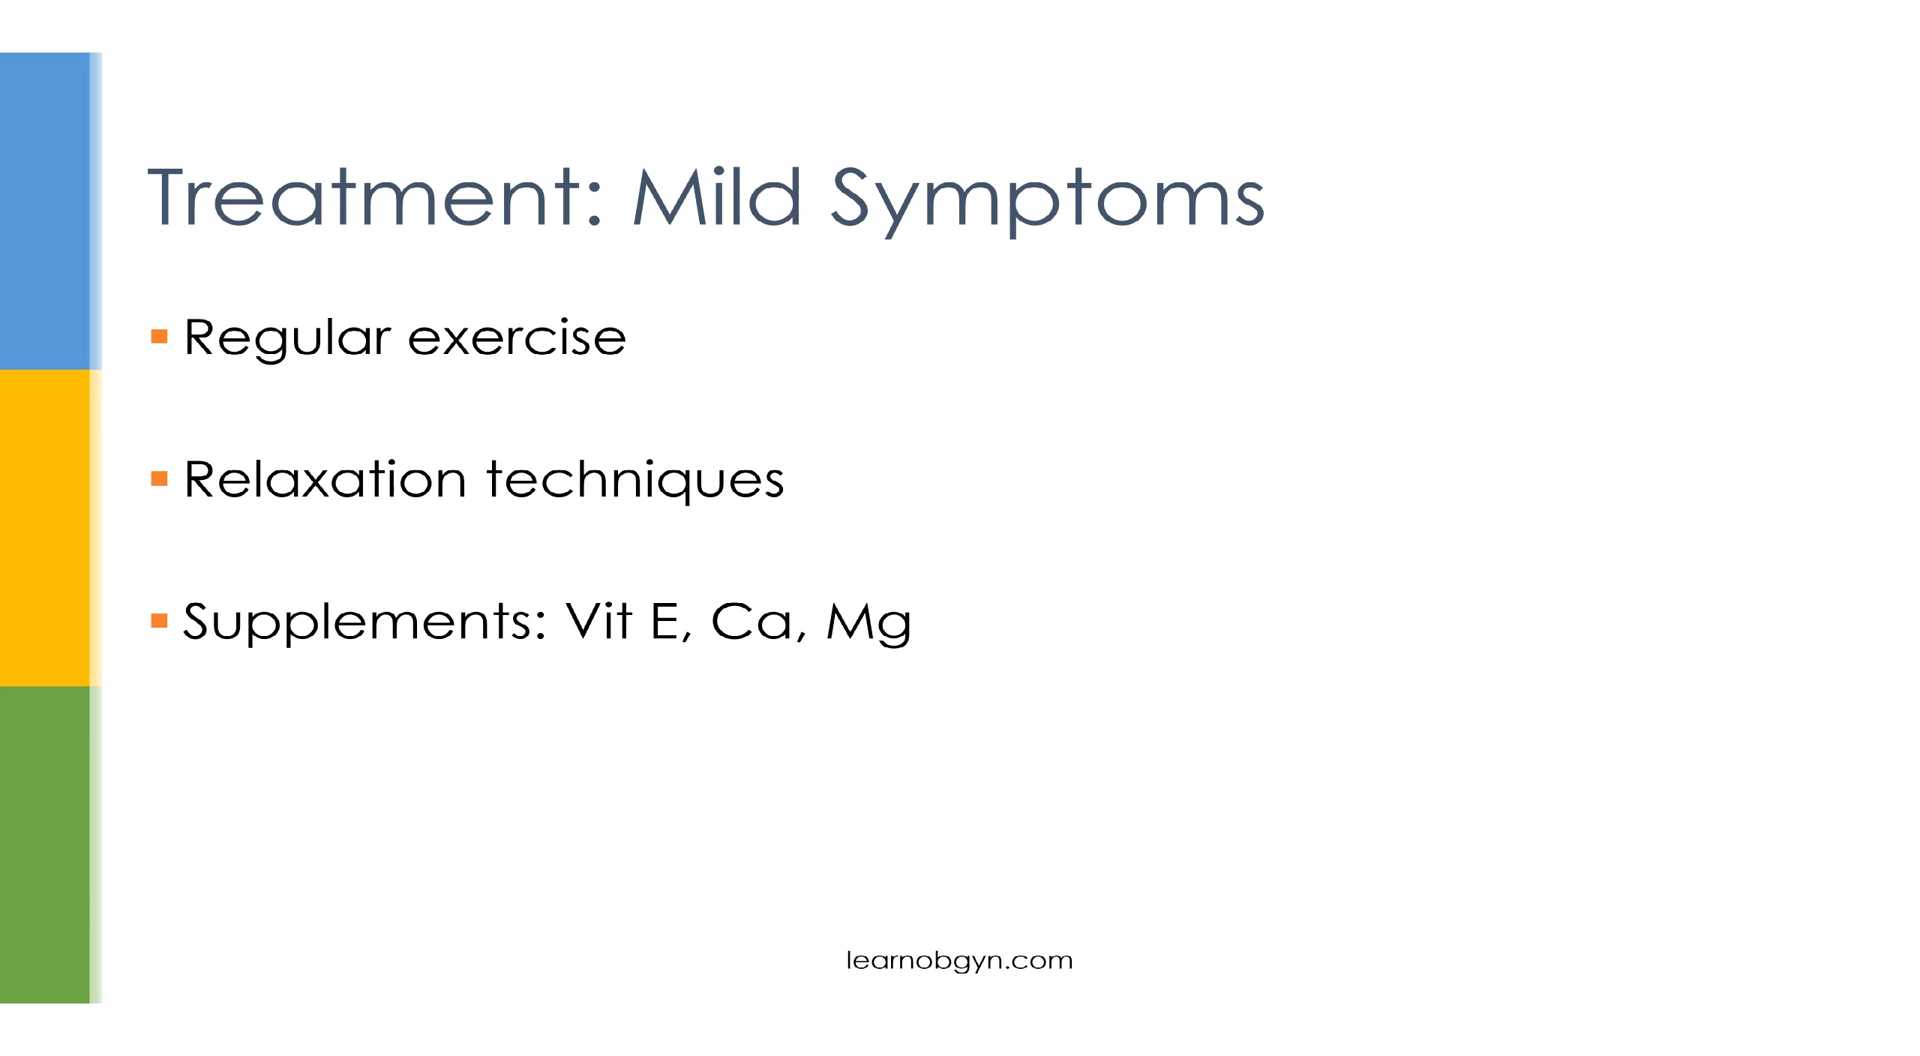 Treatment: Mild Symptoms
Regular exercise
Relaxation techniques
Supplements: Vit E, Ca, Mg
learnobgyn.com